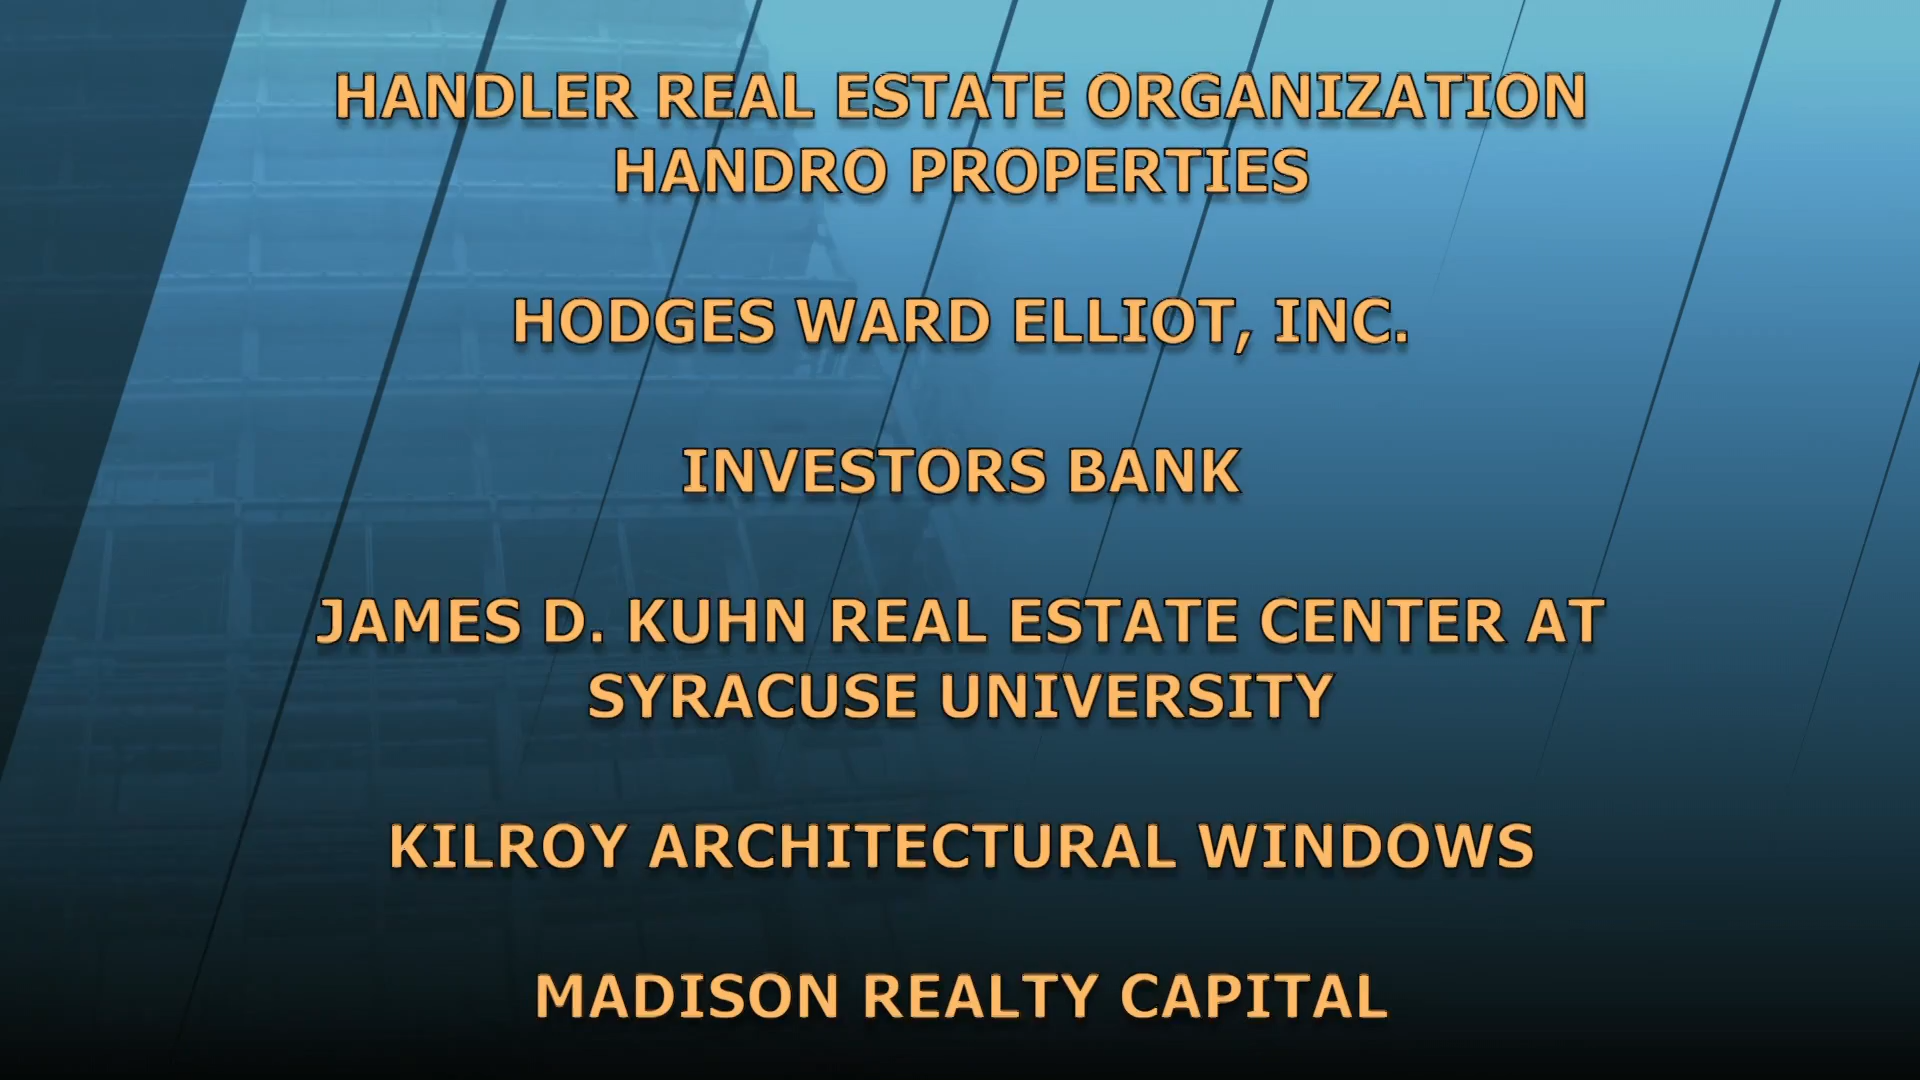 HANDLER REAL ESTATE ORGANIZATION
HANDRO PROPERTIES
HODGES WARD ELLIOT, INC.
INVESTORS BANK
JAMES D. KUHN REAL ESTATE CENTER AT
SYRACUSE UNIVERSITY
KILROY ARCHITECTURAL WINDOWS
MADISON REALTY CAPITAL